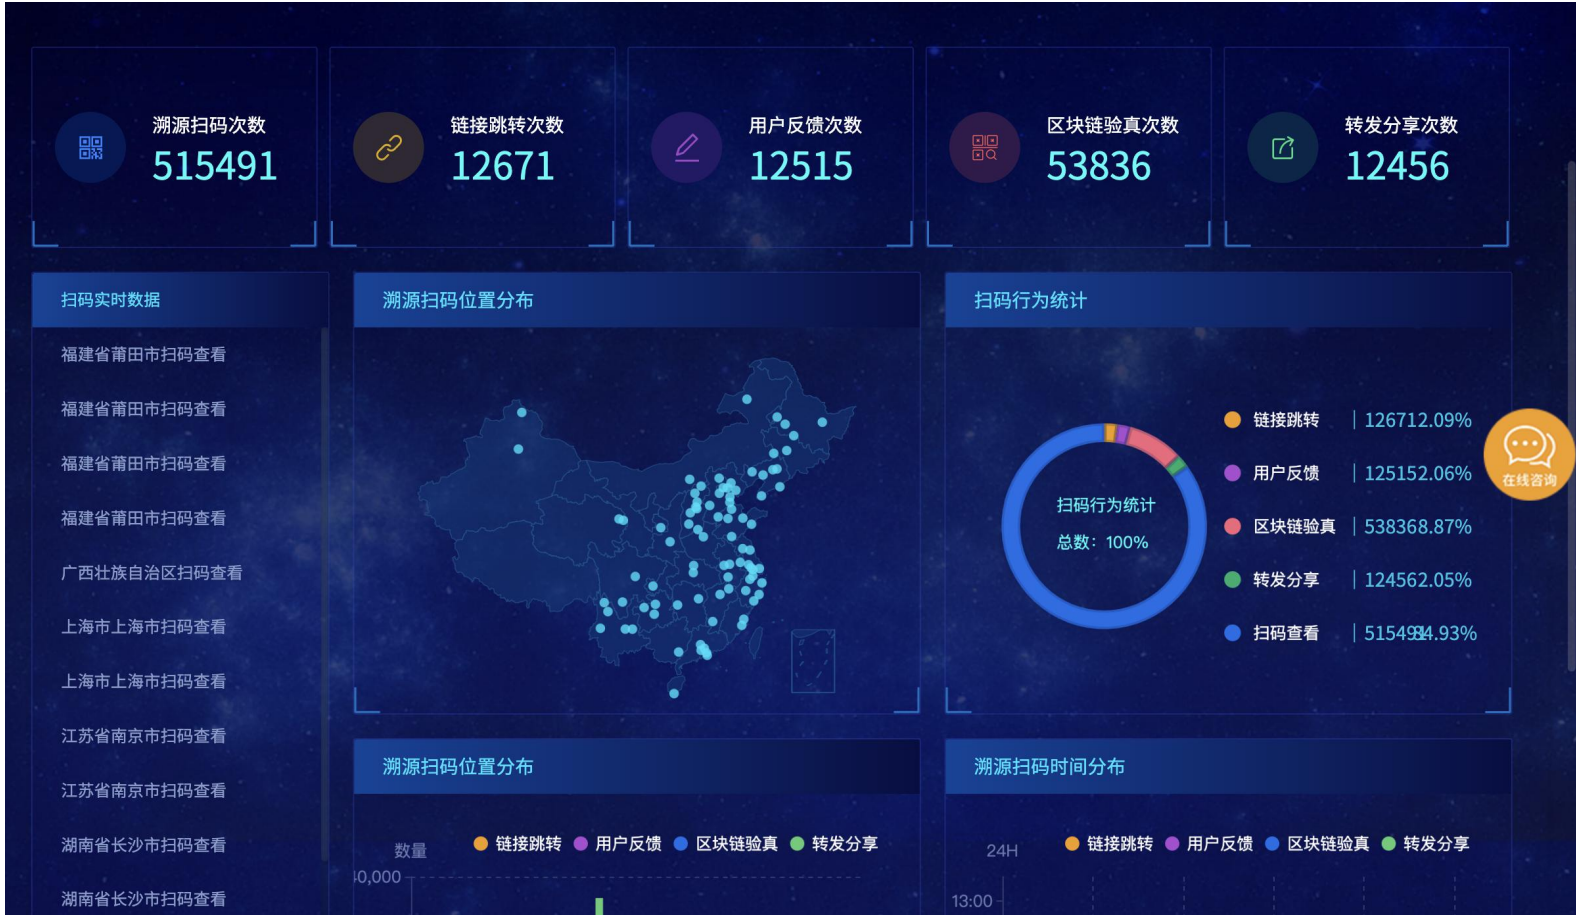 溯源扫码次数
515491
链接跳转次数
12671
用户反馈次数
12515
区块链验真次数
53836
转发分享次数
12456
扫码实时数据
福建省莆田市扫码查看
福建省莆田市扫码查看
福建省莆田市扫码查看
福建省莆田市扫码查看
广西壮族自治区扫码查看
上海市上海市扫码查看
上海市上海市扫码查看
江苏省南京市扫码查看
江苏省南京市扫码查看
湖南省长沙市扫码查看
湖南省长沙市扫码查看
溯源扫码位置分布
扫码行为统计
扫码行为统计
总数：100%
链接跳转 | 126712.09%
用户反馈 | 125152.06%
区块链验真 | 538368.87%
转发分享 | 124562.05%
扫码查看 | 51549184.93%
在线咨询
溯源扫码位置分布
链接跳转 用户反馈 区块链验真 转发分享
数量
0,000
溯源扫码时间分布
链接跳转 用户反馈 区块链验真 转发分享
24H
13:00